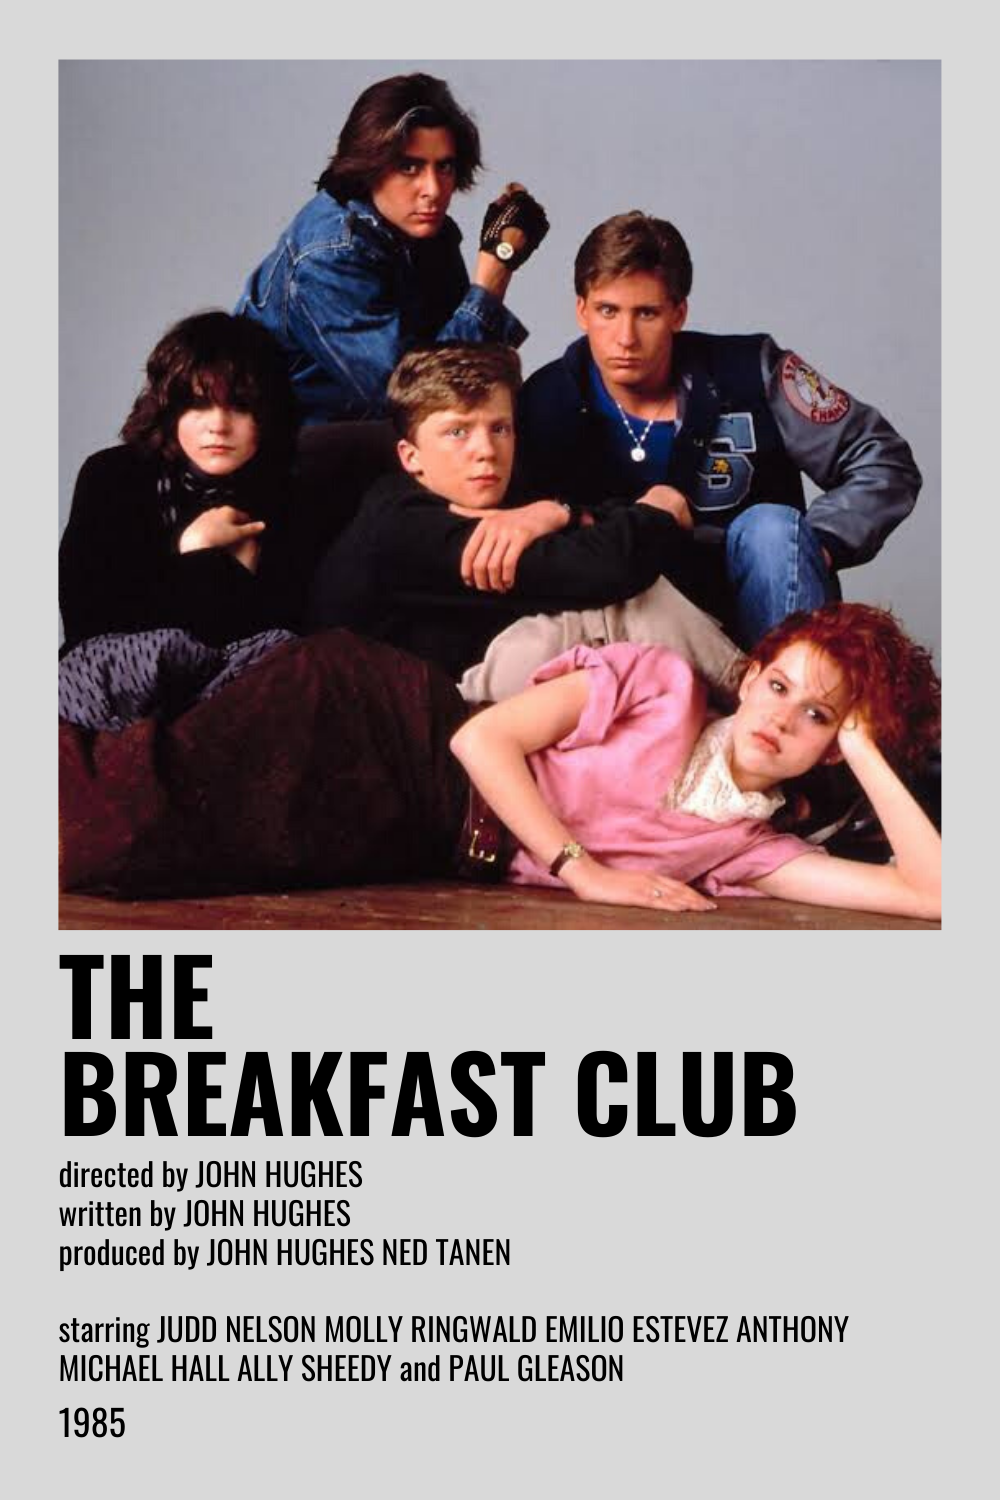 CHAMP
S
THE
BREAKFAST CLUB
directed by JOHN HUGHES
written by JOHN HUGHES
produced by JOHN HUGHES NED TANEN
starring JUDD NELSON MOLLY RINGWALD EMILIO ESTEVEZ ANTHONY
MICHAEL HALL ALLY SHEEDY and PAUL GLEASON
1985